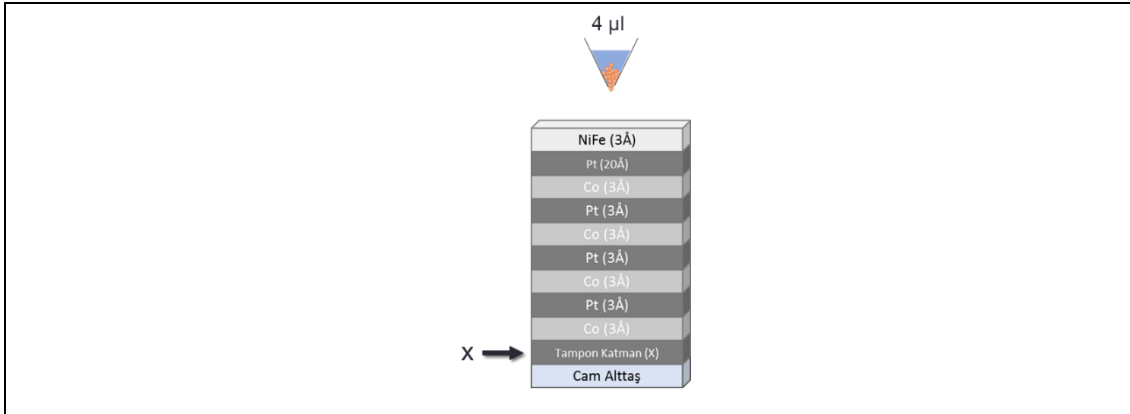 4 µl
NiFe (3Å)
Pt (20Å)
Co (3Å)
Pt (3Å)
Co (3Å)
Pt (3Å)
Co (3Å)
Pt (3Å)
Co (3Å)
X
Tampon Katman (X)
Cam Alttaş